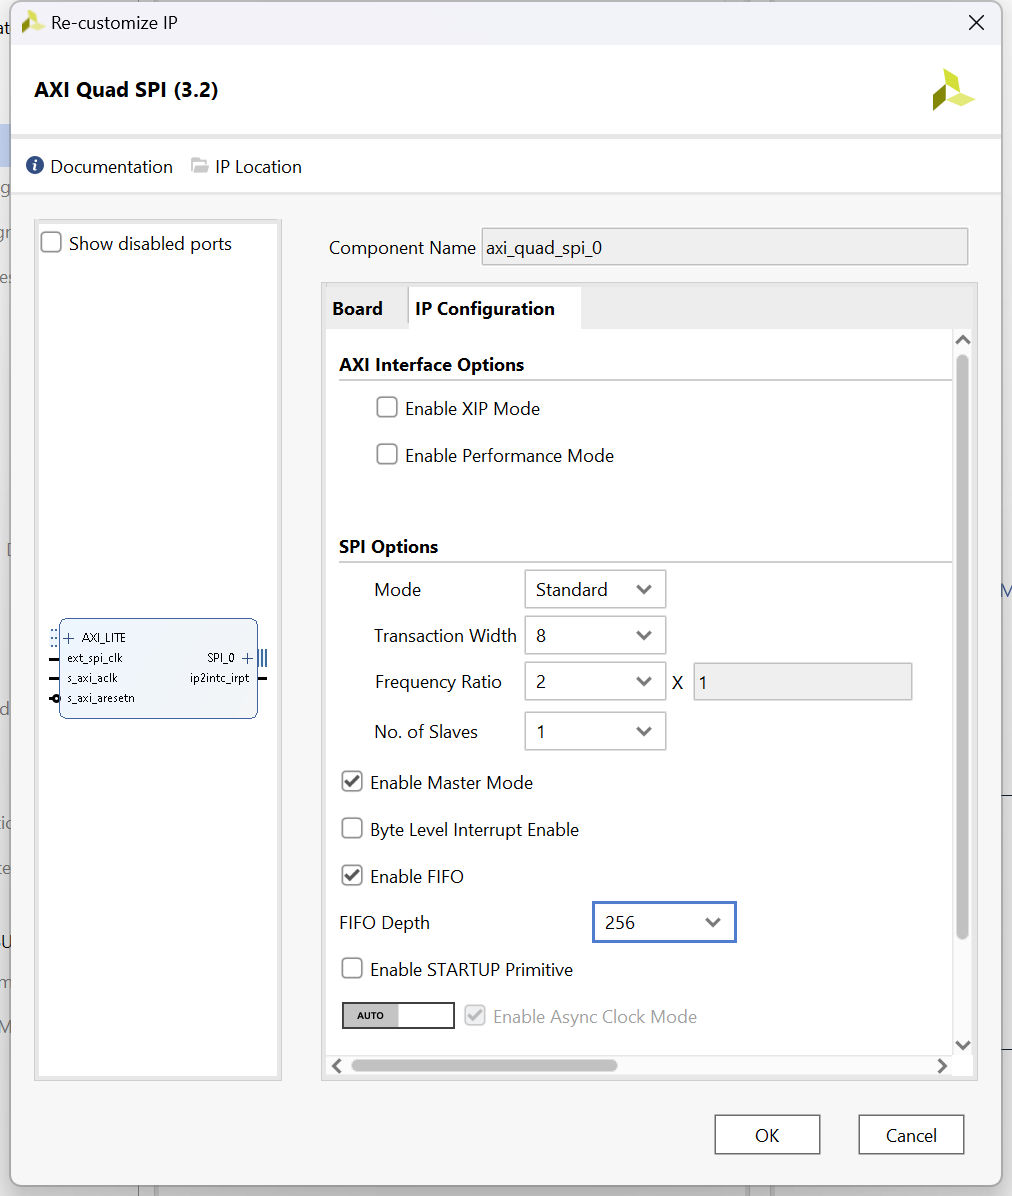 Re-customize IP
AXI Quad SPI (3.2)
Documentation IP Location
Show disabled ports
AXI_LITE
ext_spi_clk
s_axi_aclk
s_axi_aresetn
SPI_0
ip2intc_irpt
Component Name axi_quad_spi_0
Board IP Configuration
AXI Interface Options
Enable XIP Mode
Enable Performance Mode
SPI Options
Mode Standard
Transaction Width 8
Frequency Ratio 2 X 1
No. of Slaves 1
Enable Master Mode
Byte Level Interrupt Enable
Enable FIFO
FIFO Depth 256
Enable STARTUP Primitive
AUTO Enable Async Clock Mode
OK Cancel